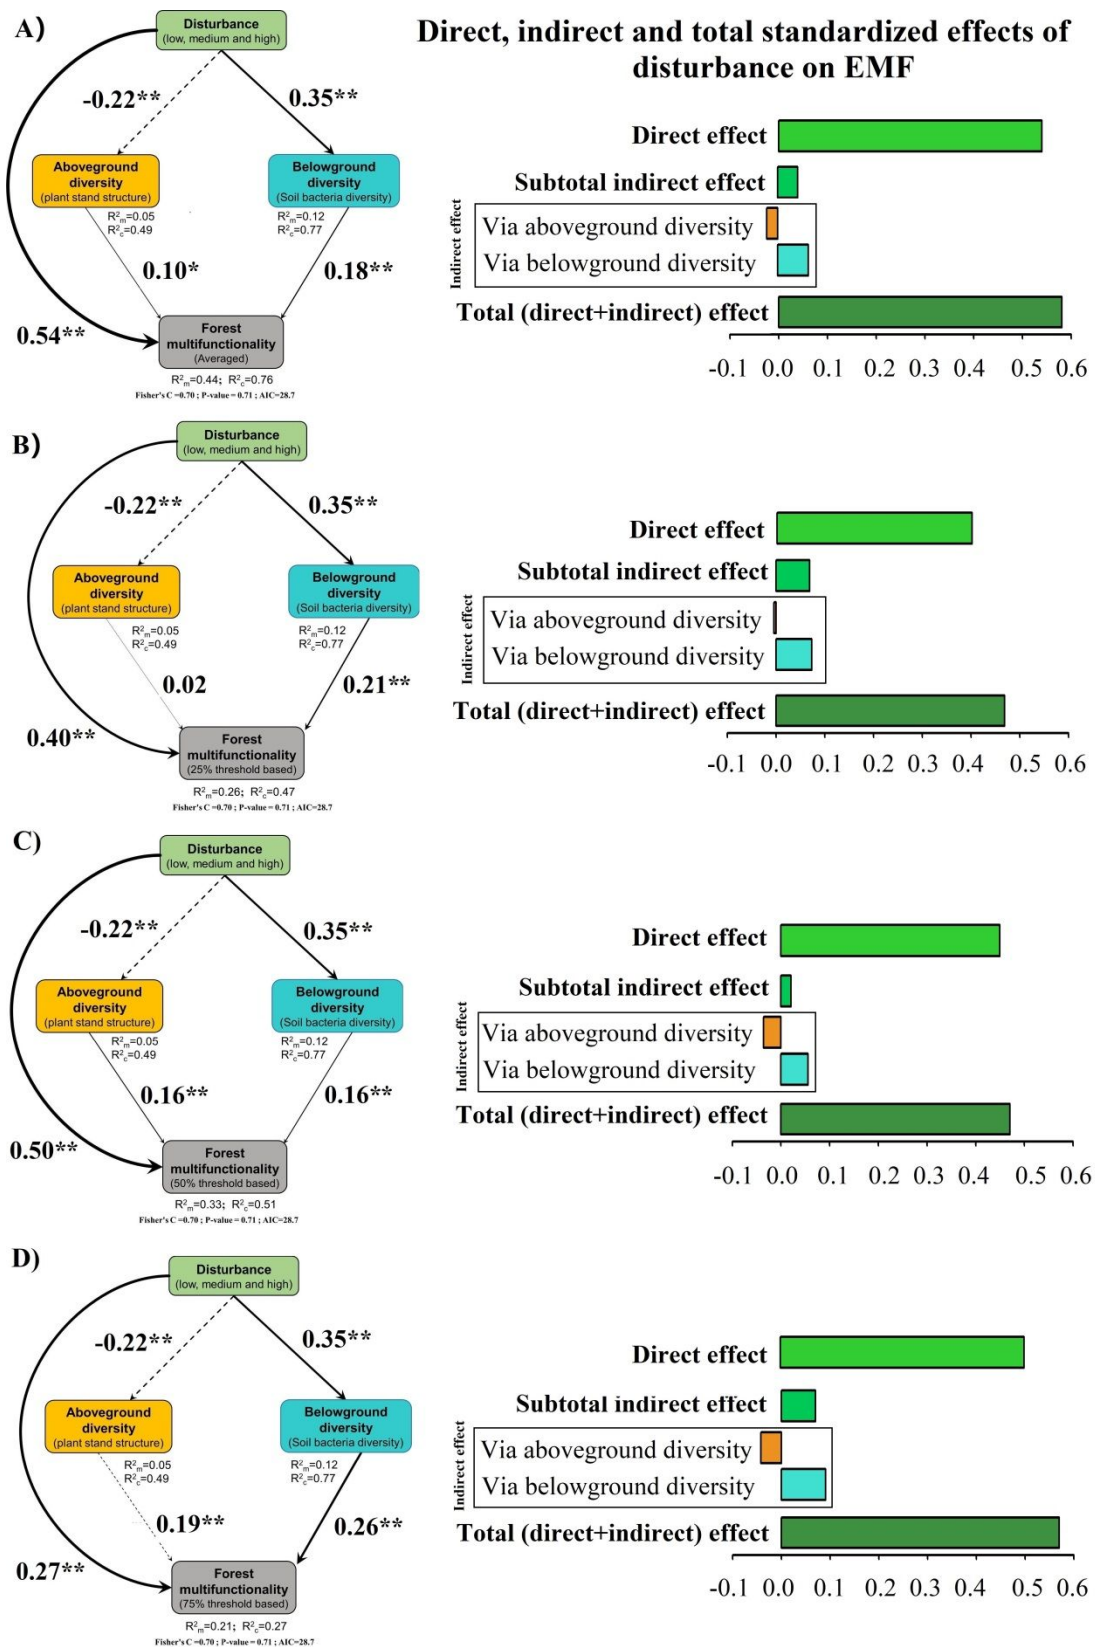 A)
Disturbance
(low, medium and high)
-0.22**
0.35**
Aboveground
diversity
(plant stand structure)
R²m=0.05
R²c=0.49
Belowground
diversity
(Soil bacteria diversity)
R²m=0.12
R²c=0.77
0.10*
0.18**
0.54**
Forest
multifunctionality
(Averaged)
R²m=0.44; R²c=0.76
Fisher's C =0.70 ; P-value = 0.71 ; AIC=28.7
Direct, indirect and total standardized effects of
disturbance on EMF
Direct effect
Subtotal indirect effect
Indirect effect
Via aboveground diversity
Via belowground diversity
Total (direct+indirect) effect
-0.1 0.0 0.1 0.2 0.3 0.4 0.5 0.6
B)
Disturbance
(low, medium and high)
-0.22**
0.35**
Aboveground
diversity
(plant stand structure)
R²m=0.05
R²c=0.49
Belowground
diversity
(Soil bacteria diversity)
R²m=0.12
R²c=0.77
0.02
0.21**
0.40**
Forest
multifunctionality
(25% threshold based)
R²m=0.26; R²c=0.47
Fisher's C =0.70 ; P-value = 0.71 ; AIC=28.7
Direct effect
Subtotal indirect effect
Indirect effect
Via aboveground diversity
Via belowground diversity
Total (direct+indirect) effect
-0.1 0.0 0.1 0.2 0.3 0.4 0.5 0.6
C)
Disturbance
(low, medium and high)
-0.22**
0.35**
Aboveground
diversity
(plant stand structure)
R²m=0.05
R²c=0.49
Belowground
diversity
(Soil bacteria diversity)
R²m=0.12
R²c=0.77
0.16**
0.16**
0.50**
Forest
multifunctionality
(50% threshold based)
R²m=0.33; R²c=0.51
Fisher's C =0.70 ; P-value = 0.71 ; AIC=28.7
Direct effect
Subtotal indirect effect
Indirect effect
Via aboveground diversity
Via belowground diversity
Total (direct+indirect) effect
-0.1 0.0 0.1 0.2 0.3 0.4 0.5 0.6
D)
Disturbance
(low, medium and high)
-0.22**
0.35**
Aboveground
diversity
(plant stand structure)
R²m=0.05
R²c=0.49
Belowground
diversity
(Soil bacteria diversity)
R²m=0.12
R²c=0.77
0.19**
0.26**
0.27**
Forest
multifunctionality
(75% threshold based)
R²m=0.21; R²c=0.27
Fisher's C =0.70 ; P-value = 0.71 ; AIC=28.7
Direct effect
Subtotal indirect effect
Indirect effect
Via aboveground diversity
Via belowground diversity
Total (direct+indirect) effect
-0.1 0.0 0.1 0.2 0.3 0.4 0.5 0.6